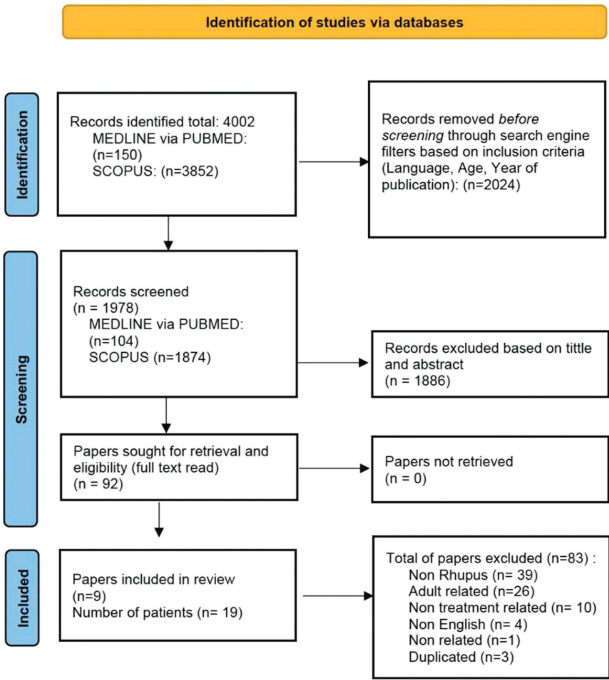 Identification of studies via databases
Identification
Records identified total: 4002
MEDLINE via PUBMED:
(n=150)
SCOPUS: (n=3852)
Records removed before
screening through search engine
filters based on inclusion criteria
(Language, Age, Year of
publication): (n=2024)
Screening
Records screened
(n = 1978)
MEDLINE via PUBMED:
(n=104)
SCOPUS (n=1874)
Records excluded based on tittle
and abstract
(n = 1886)
Papers sought for retrieval and
eligibility (full text read)
(n = 92)
Papers not retrieved
(n = 0)
Included
Papers included in review
(n=9)
Number of patients (n= 19)
Total of papers excluded (n=83) :
Non Rhupus (n= 39)
Adult related (n=26)
Non treatment related (n= 10)
Non English (n= 4)
Non related (n=1)
Duplicated (n=3)